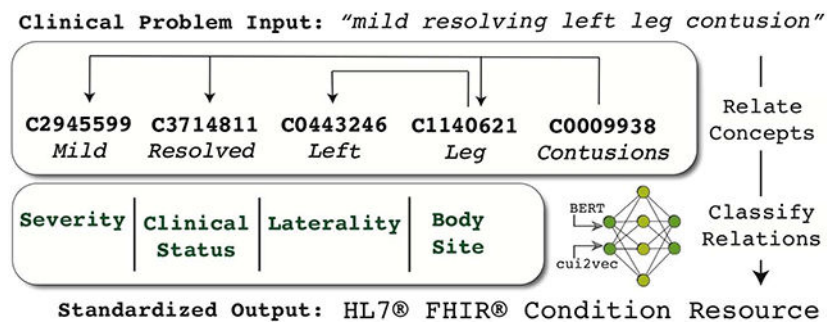 Clinical Problem Input: “mild resolving left leg contusion”
C2945599 C3714811 C0443246 C1140621 C0009938
Mild Resolved Left Leg Contusions
Relate
Concepts
Severity Clinical Status Laterality Body Site
BERT
cui2vec
Classify
Relations
Standardized Output: HL7® FHIR® Condition Resource